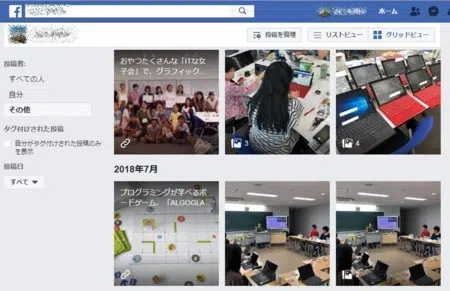 f
ホーム
投稿を管理
リストビュー
グリッドビュー
投稿者:
すべての人
自分
その他
タグ付けされた投稿
自分がタグ付けされた投稿のみ
を表示
投稿日
すべて
おやつたくさんな「ITな女
子会」で、グラフィック...
3
4
2018年7月
プログラミングが学べるボ
ードゲーム、「ALGOGLA